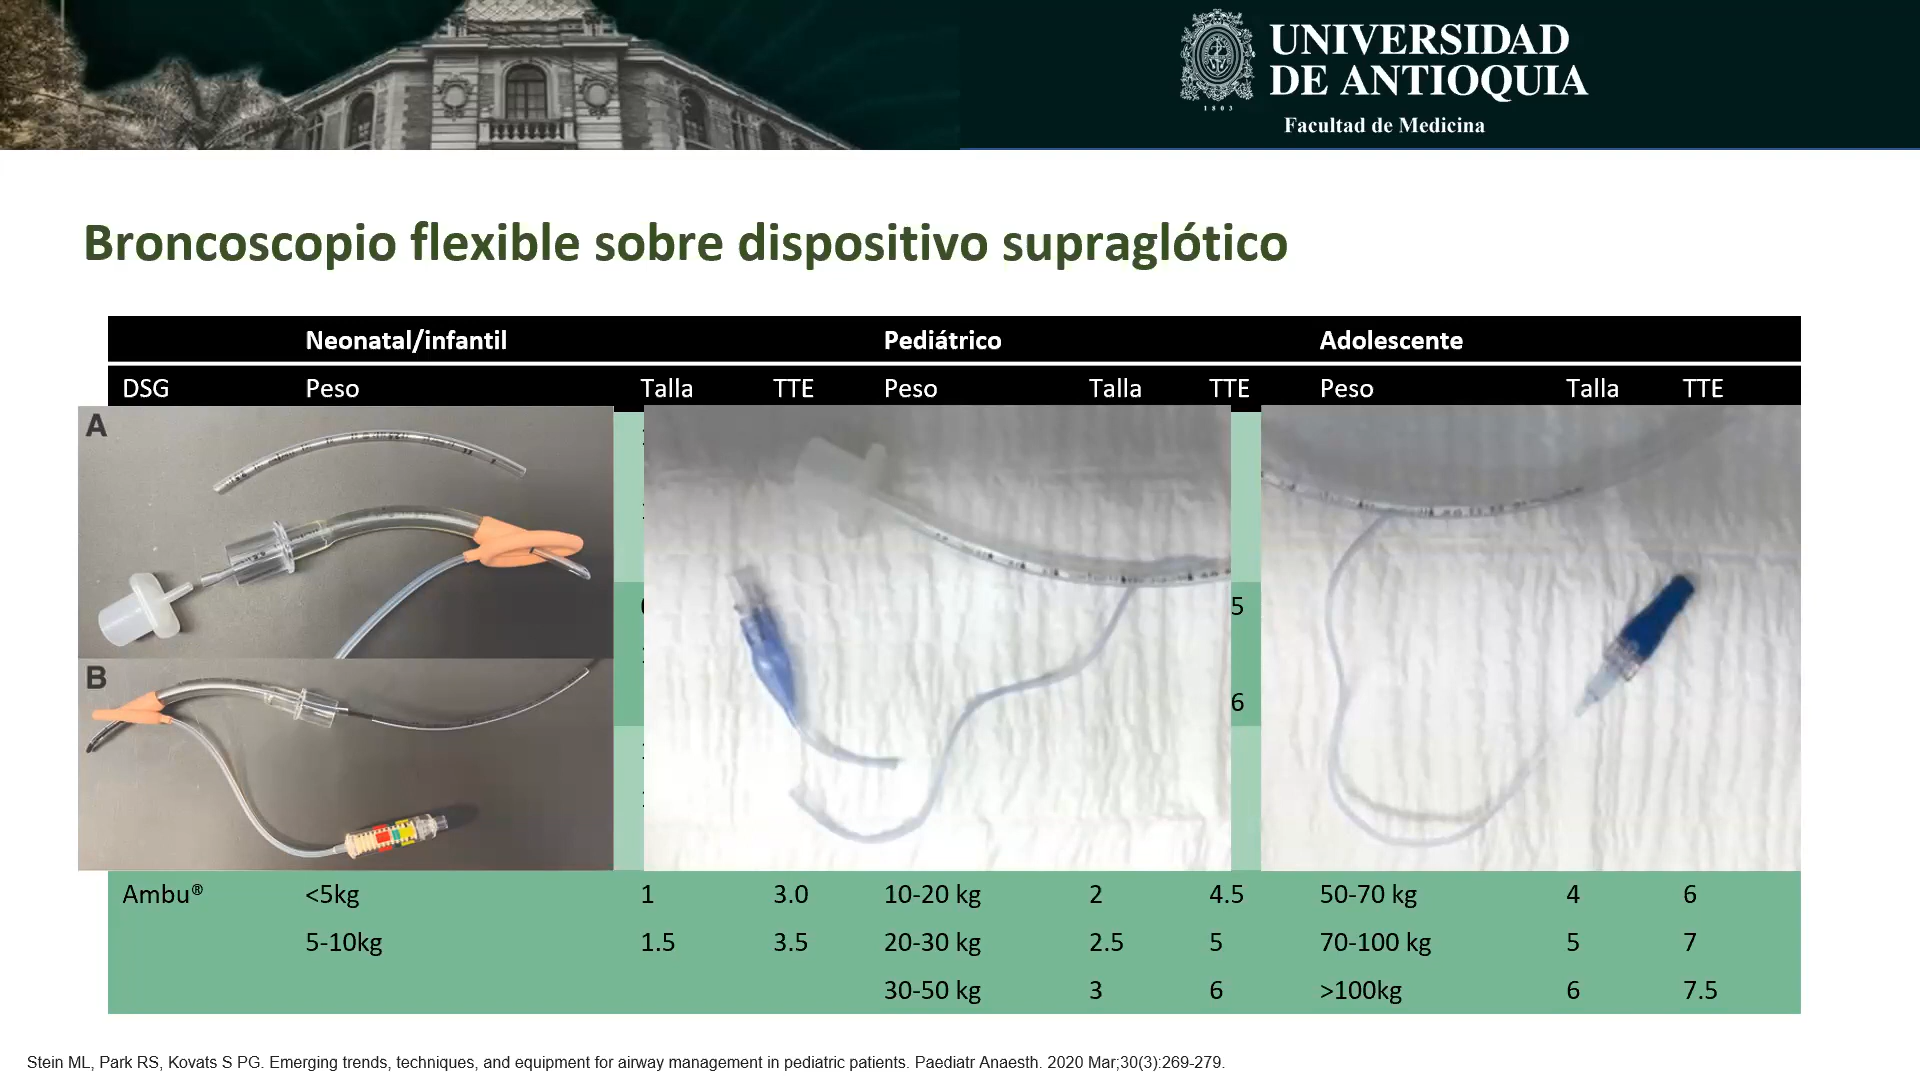 UNIVERSIDAD
DE ANTIOQUIA
1803
Facultad de Medicina
Broncoscopio flexible sobre dispositivo supraglótico
Neonatal/infantil Pediátrico Adolescente
DSG Peso Talla TTE Peso Talla TTE Peso Talla TTE
A
5
6
B
Ambu® <5kg 1 3.0 10-20 kg 2 4.5 50-70 kg 4 6
5-10kg 1.5 3.5 20-30 kg 2.5 5 70-100 kg 5 7
30-50 kg 3 6 >100kg 6 7.5
Stein ML, Park RS, Kovats S PG. Emerging trends, techniques, and equipment for airway management in pediatric patients. Paediatr Anaesth. 2020 Mar;30(3):269-279.